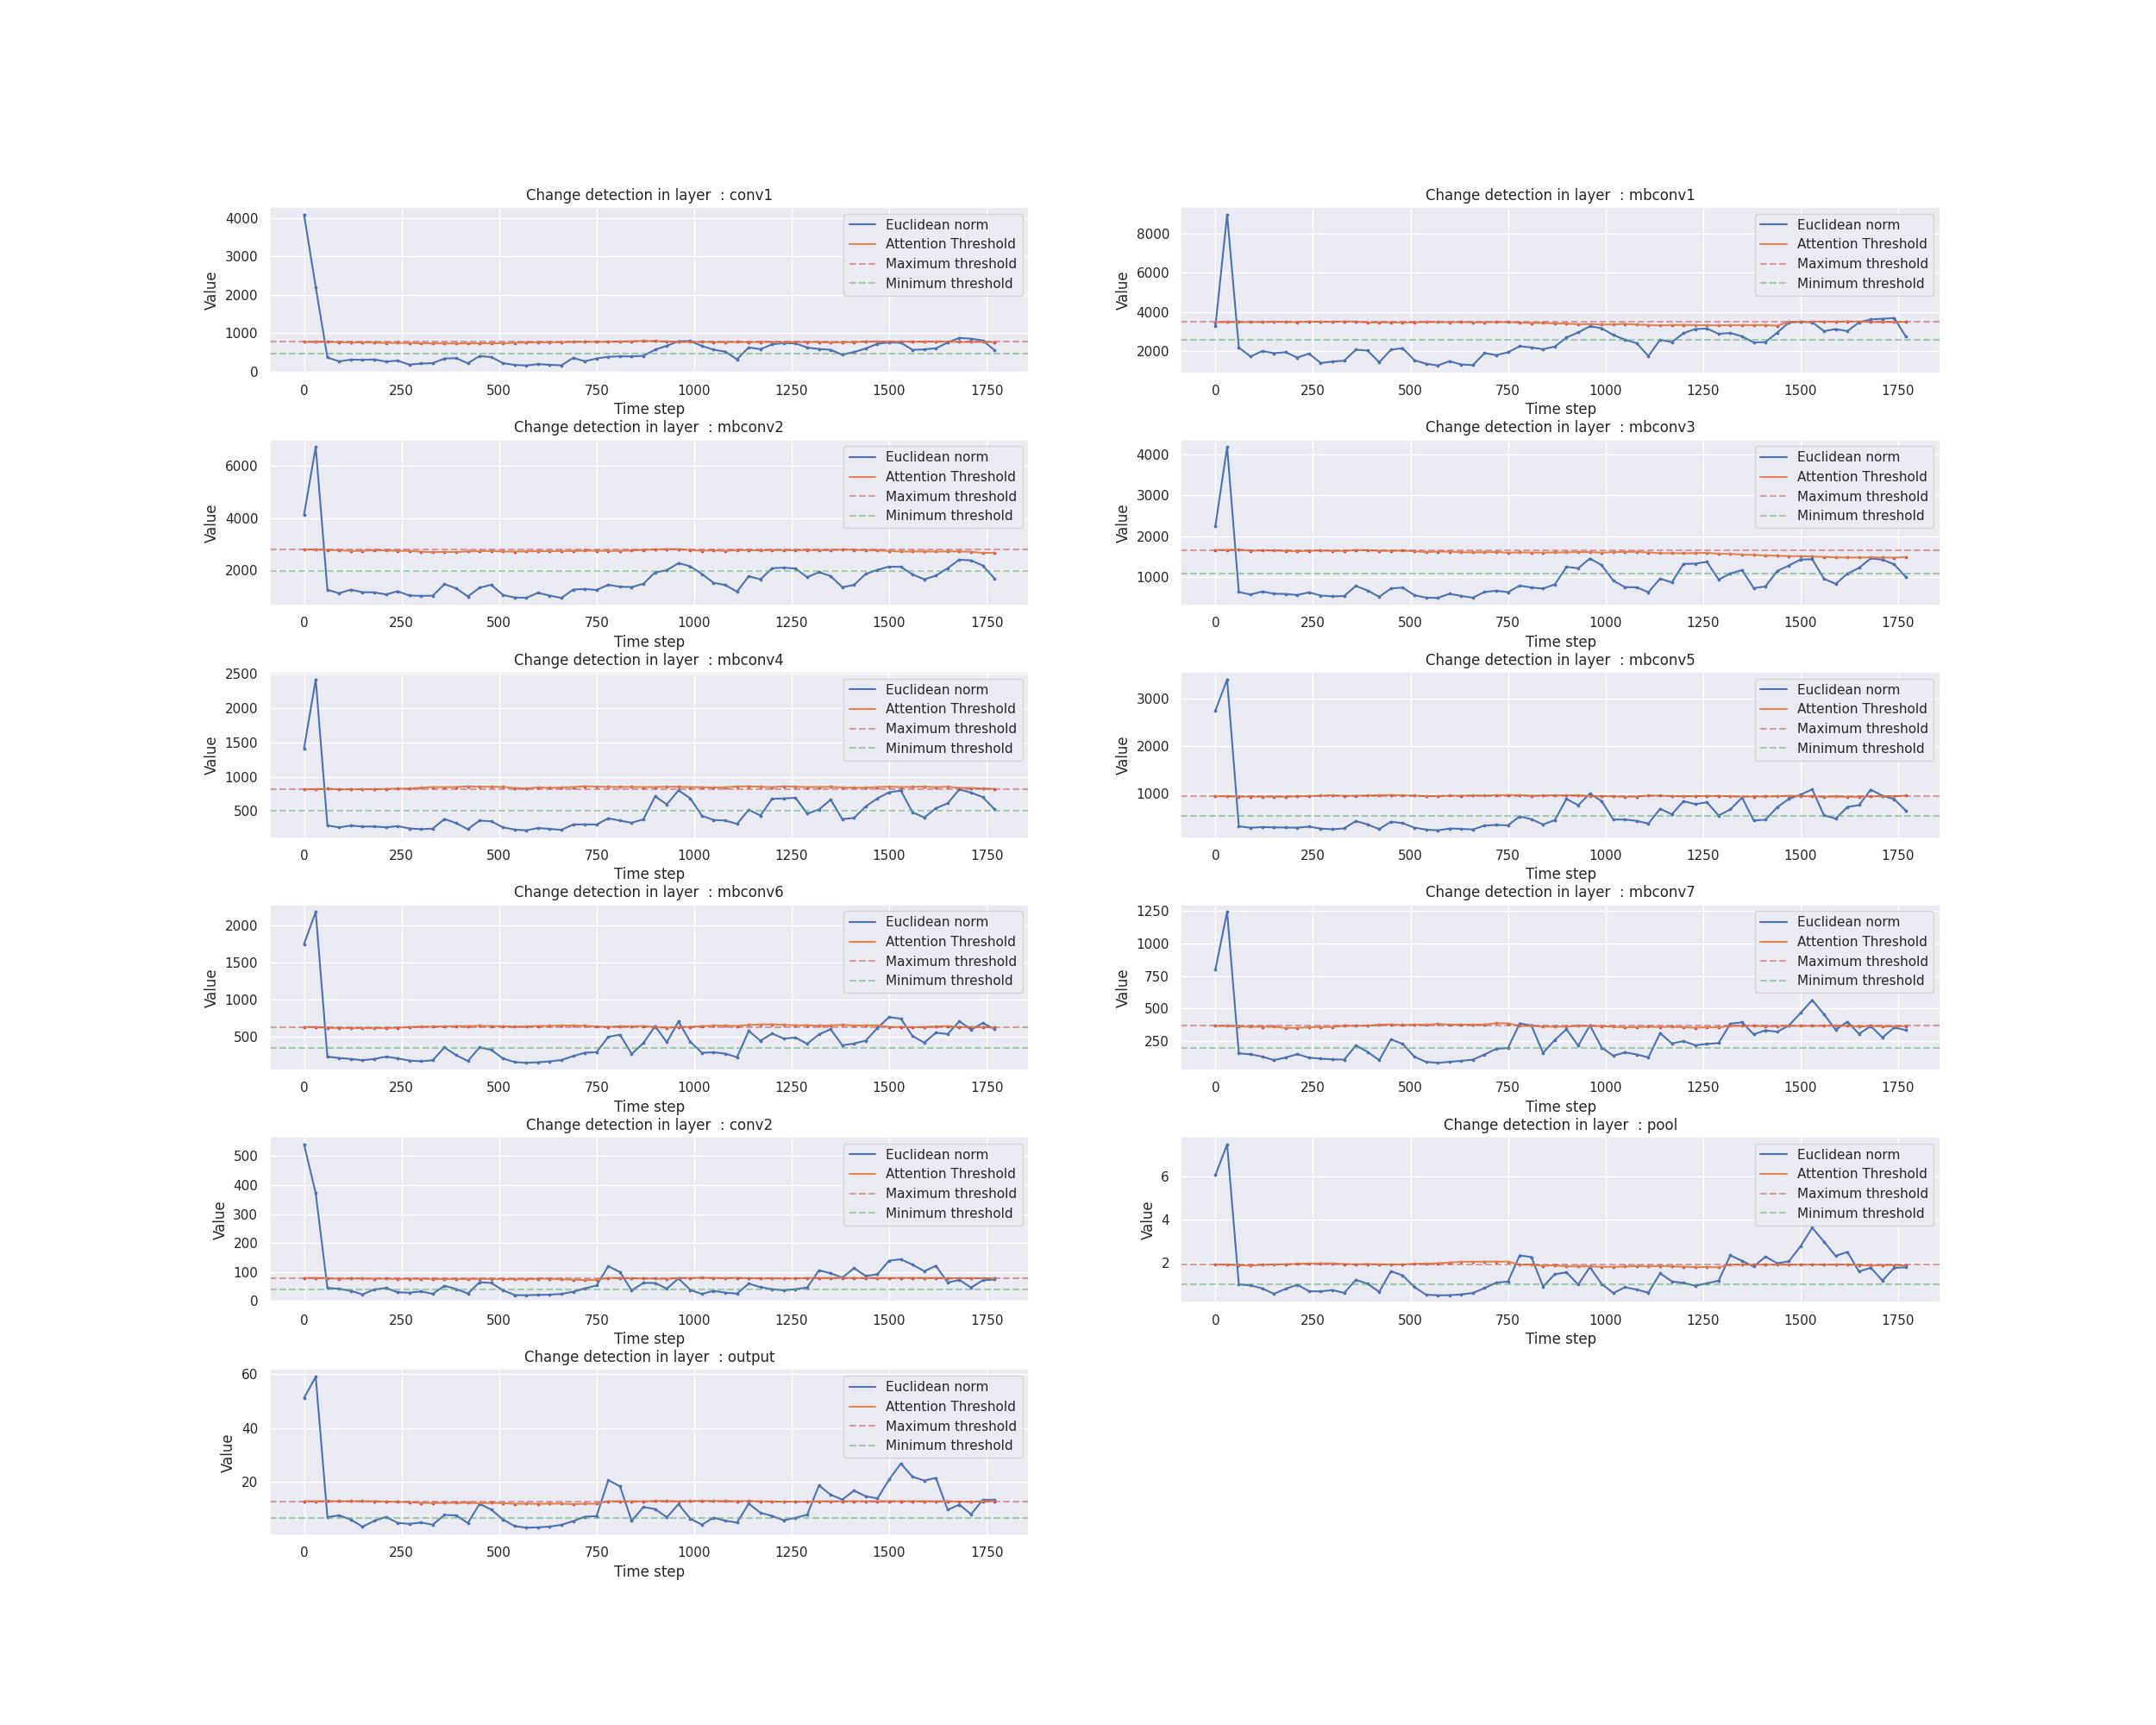 Change detection in layer  : conv1
4000
3000
2000
1000
0
Value
Euclidean norm
Attention Threshold
Maximum threshold
Minimum threshold
0 250 500 750 1000 1250 1500 1750
Time step
Change detection in layer  : mbconv1
8000
6000
4000
2000
Value
Euclidean norm
Attention Threshold
Maximum threshold
Minimum threshold
0 250 500 750 1000 1250 1500 1750
Time step
Change detection in layer  : mbconv2
6000
4000
2000
Value
Euclidean norm
Attention Threshold
Maximum threshold
Minimum threshold
0 250 500 750 1000 1250 1500 1750
Time step
Change detection in layer  : mbconv3
4000
3000
2000
1000
Value
Euclidean norm
Attention Threshold
Maximum threshold
Minimum threshold
0 250 500 750 1000 1250 1500 1750
Time step
Change detection in layer  : mbconv4
2500
2000
1500
1000
500
Value
Euclidean norm
Attention Threshold
Maximum threshold
Minimum threshold
0 250 500 750 1000 1250 1500 1750
Time step
Change detection in layer  : mbconv5
3000
2000
1000
Value
Euclidean norm
Attention Threshold
Maximum threshold
Minimum threshold
0 250 500 750 1000 1250 1500 1750
Time step
Change detection in layer  : mbconv6
2000
1500
1000
500
Value
Euclidean norm
Attention Threshold
Maximum threshold
Minimum threshold
0 250 500 750 1000 1250 1500 1750
Time step
Change detection in layer  : mbconv7
1250
1000
750
500
250
Value
Euclidean norm
Attention Threshold
Maximum threshold
Minimum threshold
0 250 500 750 1000 1250 1500 1750
Time step
Change detection in layer  : conv2
500
400
300
200
100
0
Value
Euclidean norm
Attention Threshold
Maximum threshold
Minimum threshold
0 250 500 750 1000 1250 1500 1750
Time step
Change detection in layer  : pool
6
4
2
Value
Euclidean norm
Attention Threshold
Maximum threshold
Minimum threshold
0 250 500 750 1000 1250 1500 1750
Time step
Change detection in layer  : output
60
40
20
Value
Euclidean norm
Attention Threshold
Maximum threshold
Minimum threshold
0 250 500 750 1000 1250 1500 1750
Time step